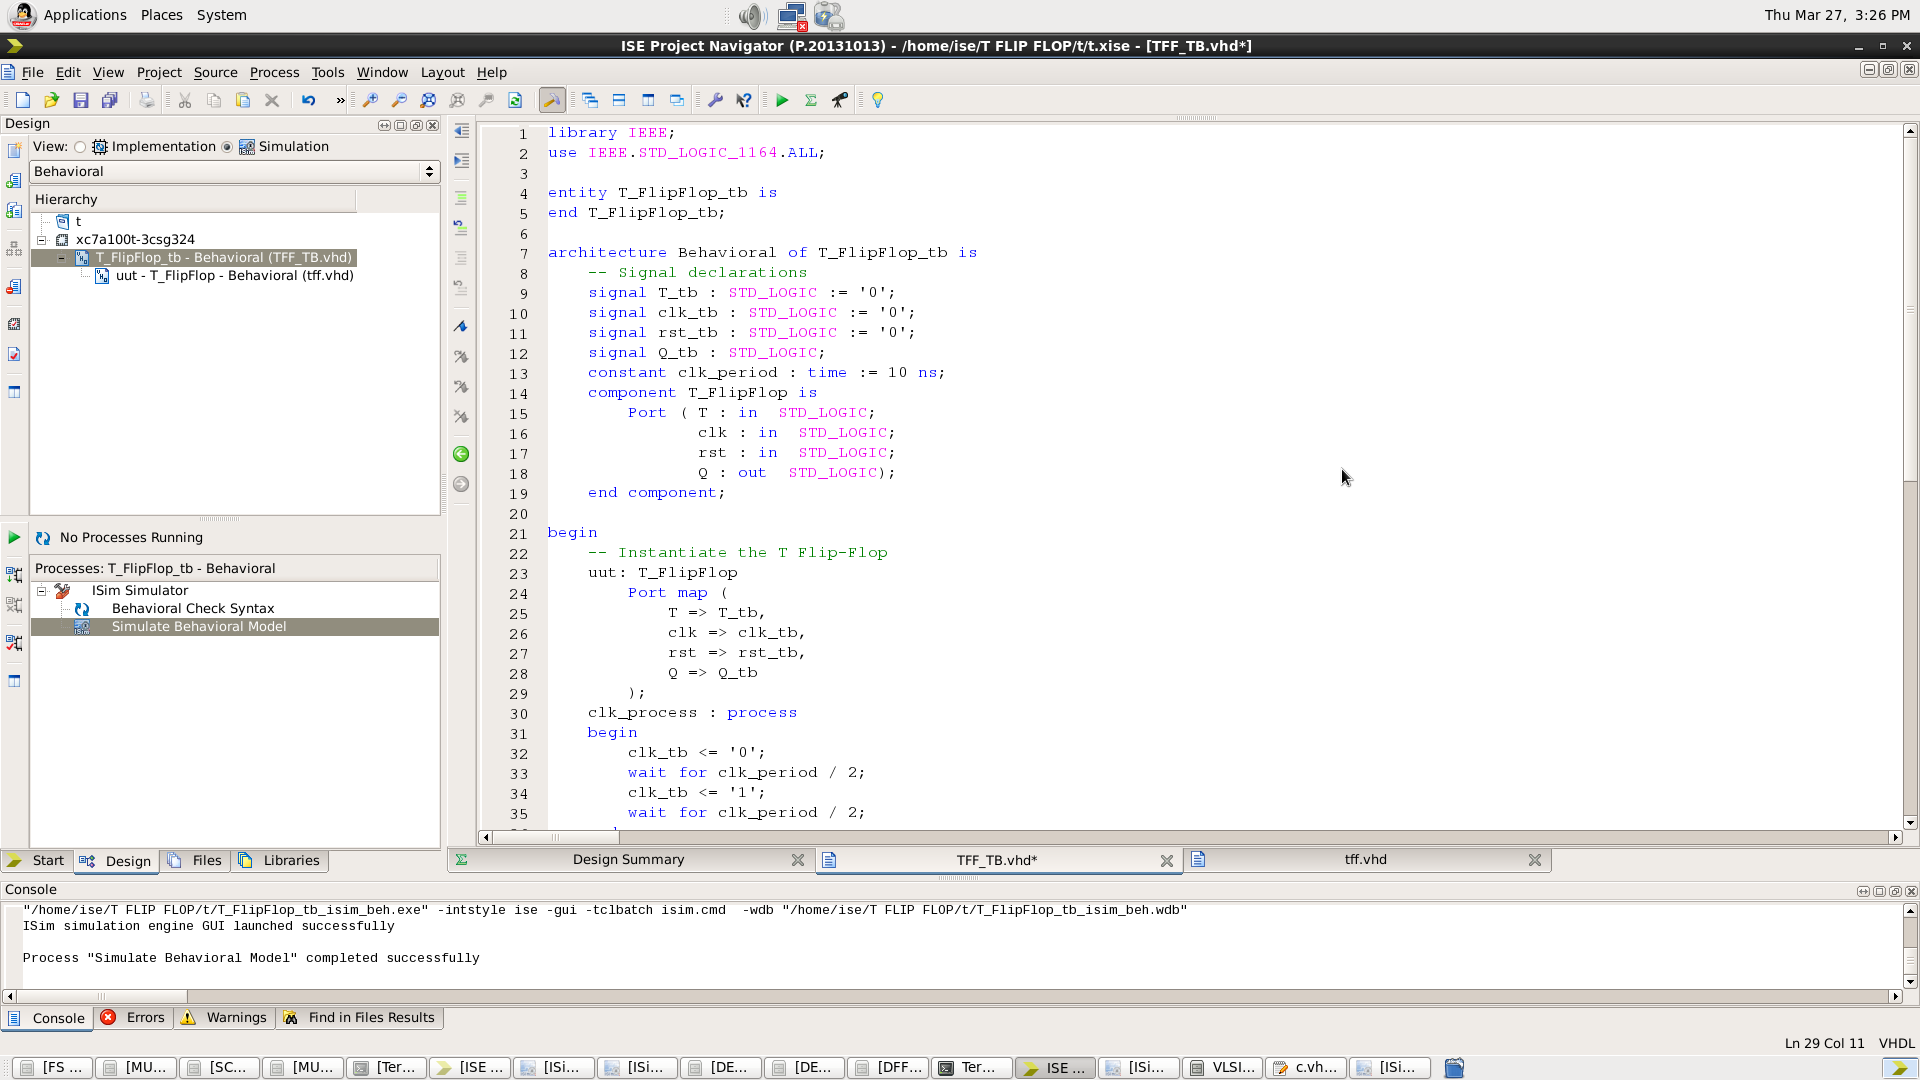 Applications Places System
Thu Mar 27, 3:26 PM
ISE Project Navigator (P.20131013) - /home/ise/T FLIP FLOP/t/t.xise - [TFF_TB.vhd*]
File Edit View Project Source Process Tools Window Layout Help
Design
View: Implementation Simulation
Behavioral
Hierarchy
t
xc7a100t-3csg324
T_FlipFlop_tb - Behavioral (TFF_TB.vhd)
uut - T_FlipFlop - Behavioral (tff.vhd)
No Processes Running
Processes: T_FlipFlop_tb - Behavioral
ISim Simulator
Behavioral Check Syntax
Simulate Behavioral Model
Start Design Files Libraries
1 library IEEE;
2 use IEEE.STD_LOGIC_1164.ALL;
3
4 entity T_FlipFlop_tb is
5 end T_FlipFlop_tb;
6
7 architecture Behavioral of T_FlipFlop_tb is
8 -- Signal declarations
9 signal T_tb : STD_LOGIC := '0';
10 signal clk_tb : STD_LOGIC := '0';
11 signal rst_tb : STD_LOGIC := '0';
12 signal Q_tb : STD_LOGIC;
13 constant clk_period : time := 10 ns;
14 component T_FlipFlop is
15 Port ( T : in STD_LOGIC;
16 clk : in STD_LOGIC;
17 rst : in STD_LOGIC;
18 Q : out STD_LOGIC);
19 end component;
20
21 begin
22 -- Instantiate the T Flip-Flop
23 uut: T_FlipFlop
24 Port map (
25 T => T_tb,
26 clk => clk_tb,
27 rst => rst_tb,
28 Q => Q_tb
29 );
30 clk_process : process
31 begin
32 clk_tb <= '0';
33 wait for clk_period / 2;
34 clk_tb <= '1';
35 wait for clk_period / 2;
Design Summary TFF_TB.vhd* tff.vhd
Console
"/home/ise/T FLIP FLOP/t/T_FlipFlop_tb_isim_beh.exe" -intstyle ise -gui -tclbatch isim.cmd -wdb "/home/ise/T FLIP FLOP/t/T_FlipFlop_tb_isim_beh.wdb"
ISim simulation engine GUI launched successfully
Process "Simulate Behavioral Model" completed successfully
Console Errors Warnings Find in Files Results
Ln 29 Col 11 VHDL
[FS ... [MU... [SC... [MU... [Ter... [ISE ... [ISi... [ISi... [DE... [DE... [DFF... Ter... ISE ... [ISi... VLSI... c.vh... [ISi...